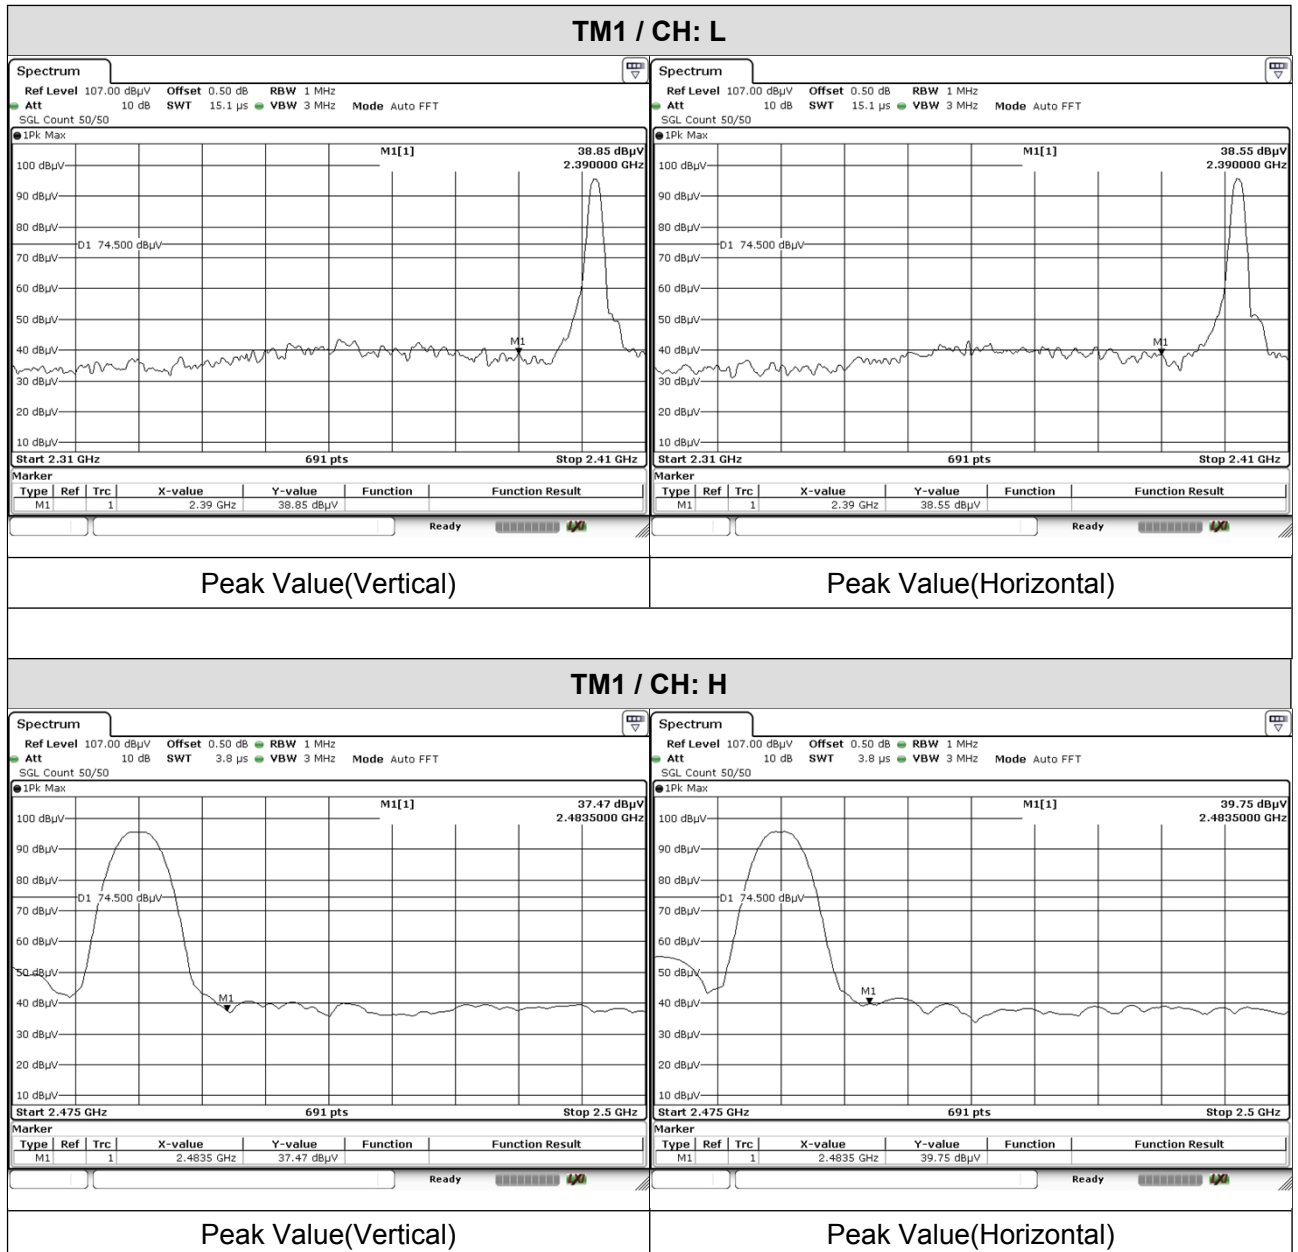 TM1 / CH: L
Spectrum
Ref Level 107.00 dBµV Offset 0.50 dB RBW 1 MHz
Att 10 dB SWT 15.1 µs VBW 3 MHz Mode Auto FFT
SGL Count 50/50
1Pk Max
M1[1] 38.85 dBµV
2.390000 GHz
100 dBµV
90 dBµV
80 dBµV
D1 74.500 dBµV
70 dBµV
60 dBµV
50 dBµV
M1
40 dBµV
30 dBµV
20 dBµV
10 dBµV
Start 2.31 GHz 691 pts Stop 2.41 GHz
Marker
Type Ref Trc X-value Y-value Function Function Result
M1 1 2.39 GHz 38.85 dBµV
Ready LXI
Peak Value(Vertical)
Spectrum
Ref Level 107.00 dBµV Offset 0.50 dB RBW 1 MHz
Att 10 dB SWT 15.1 µs VBW 3 MHz Mode Auto FFT
SGL Count 50/50
1Pk Max
M1[1] 38.55 dBµV
2.390000 GHz
100 dBµV
90 dBµV
80 dBµV
D1 74.500 dBµV
70 dBµV
60 dBµV
50 dBµV
M1
40 dBµV
30 dBµV
20 dBµV
10 dBµV
Start 2.31 GHz 691 pts Stop 2.41 GHz
Marker
Type Ref Trc X-value Y-value Function Function Result
M1 1 2.39 GHz 38.55 dBµV
Ready LXI
Peak Value(Horizontal)
TM1 / CH: H
Spectrum
Ref Level 107.00 dBµV Offset 0.50 dB RBW 1 MHz
Att 10 dB SWT 3.8 µs VBW 3 MHz Mode Auto FFT
SGL Count 50/50
1Pk Max
M1[1] 37.47 dBµV
2.4835000 GHz
100 dBµV
90 dBµV
80 dBµV
D1 74.500 dBµV
70 dBµV
60 dBµV
50 dBµV
M1
40 dBµV
30 dBµV
20 dBµV
10 dBµV
Start 2.475 GHz 691 pts Stop 2.5 GHz
Marker
Type Ref Trc X-value Y-value Function Function Result
M1 1 2.4835 GHz 37.47 dBµV
Ready LXI
Peak Value(Vertical)
Spectrum
Ref Level 107.00 dBµV Offset 0.50 dB RBW 1 MHz
Att 10 dB SWT 3.8 µs VBW 3 MHz Mode Auto FFT
SGL Count 50/50
1Pk Max
M1[1] 39.75 dBµV
2.4835000 GHz
100 dBµV
90 dBµV
80 dBµV
D1 74.500 dBµV
70 dBµV
60 dBµV
50 dBµV
M1
40 dBµV
30 dBµV
20 dBµV
10 dBµV
Start 2.475 GHz 691 pts Stop 2.5 GHz
Marker
Type Ref Trc X-value Y-value Function Function Result
M1 1 2.4835 GHz 39.75 dBµV
Ready LXI
Peak Value(Horizontal)